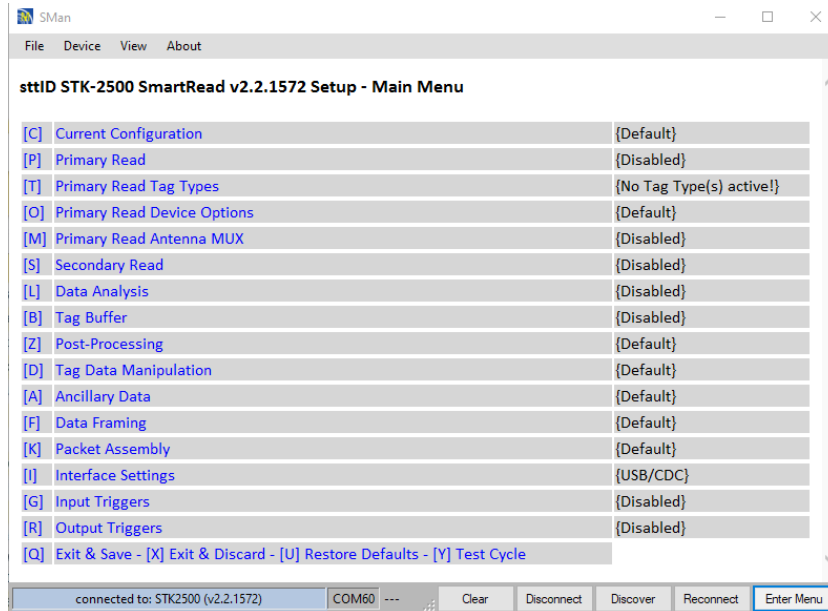 SMan
File Device View About
sttID STK-2500 SmartRead v2.2.1572 Setup - Main Menu
[C] Current Configuration {Default}
[P] Primary Read {Disabled}
[T] Primary Read Tag Types {No Tag Type(s) active!}
[O] Primary Read Device Options {Default}
[M] Primary Read Antenna MUX {Disabled}
[S] Secondary Read {Disabled}
[L] Data Analysis {Disabled}
[B] Tag Buffer {Disabled}
[Z] Post-Processing {Default}
[D] Tag Data Manipulation {Default}
[A] Ancillary Data {Default}
[F] Data Framing {Default}
[K] Packet Assembly {Default}
[I] Interface Settings {USB/CDC}
[G] Input Triggers {Disabled}
[R] Output Triggers {Disabled}
[Q] Exit & Save - [X] Exit & Discard - [U] Restore Defaults - [Y] Test Cycle
connected to: STK2500 (v2.2.1572) COM60 --- Clear Disconnect Discover Reconnect Enter Menu